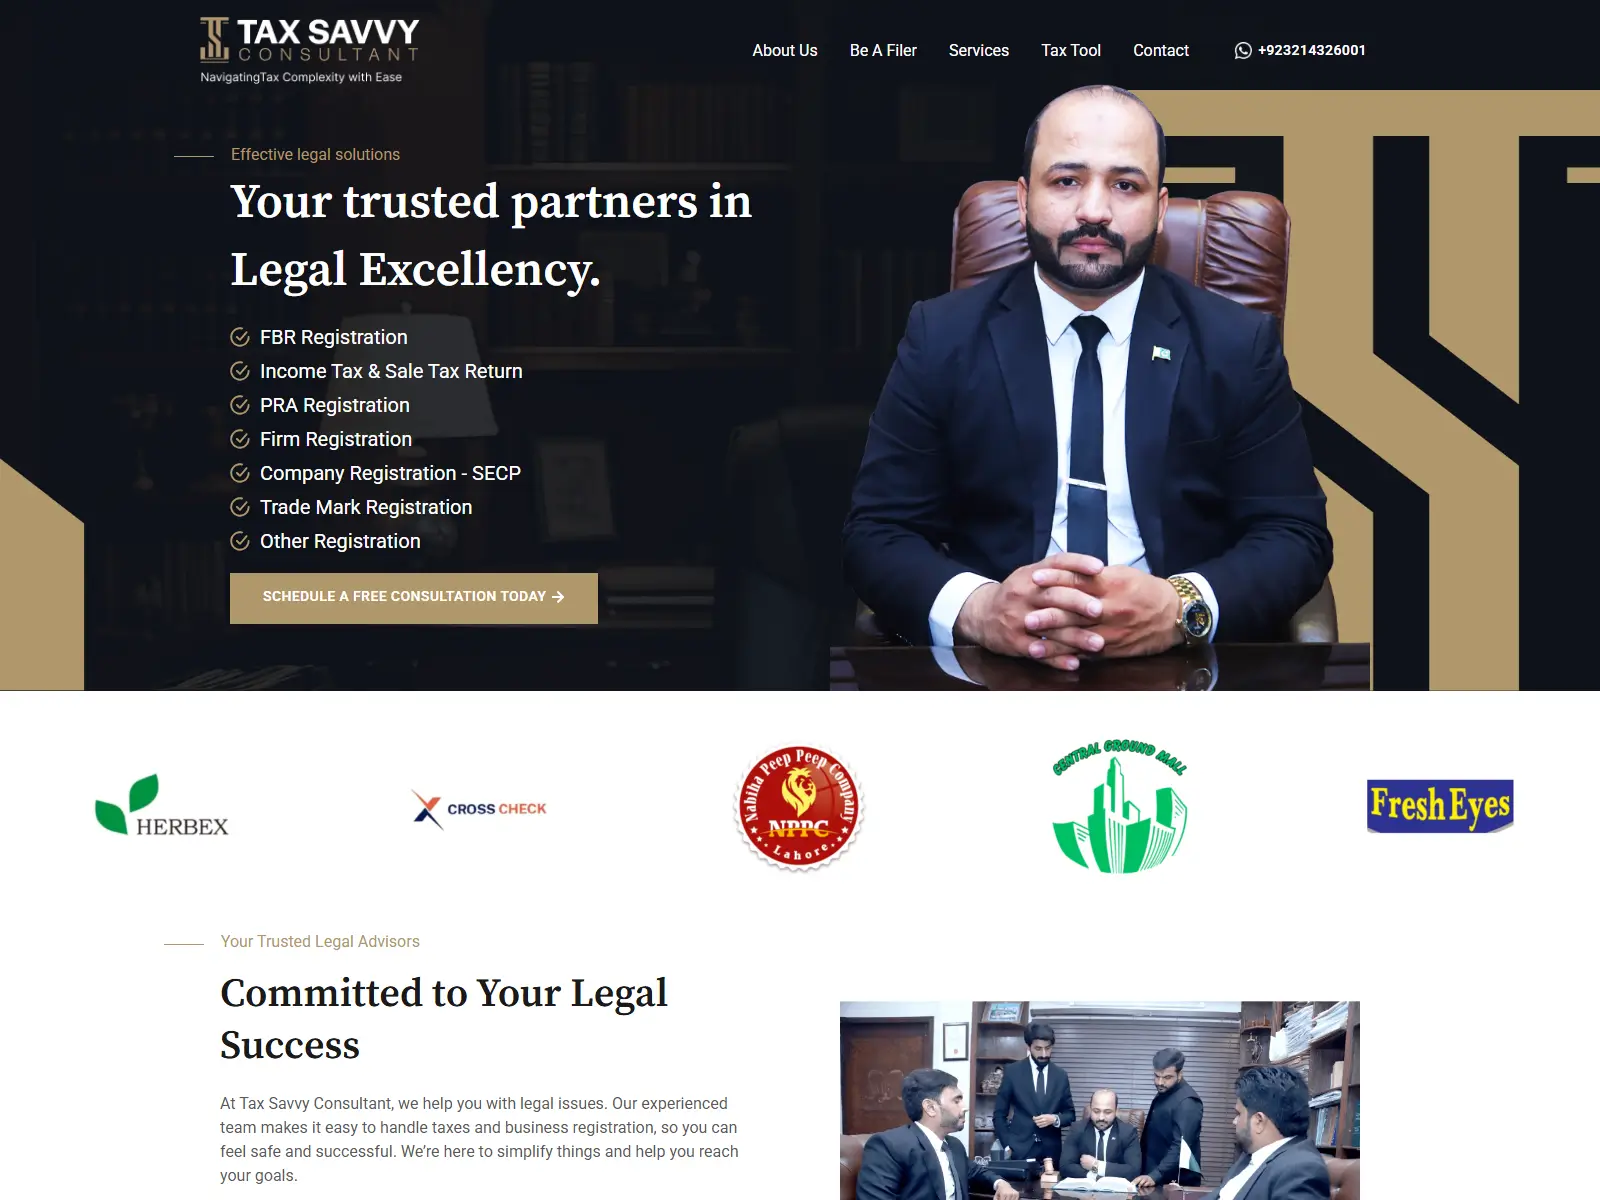 TAX SAVVY
CONSULTANT
NavigatingTax Complexity with Ease
About Us
Be A Filer
Services
Tax Tool
Contact
+923214326001
Effective legal solutions
Your trusted partners in
Legal Excellency.
FBR Registration
Income Tax & Sale Tax Return
PRA Registration
Firm Registration
Company Registration - SECP
Trade Mark Registration
Other Registration
SCHEDULE A FREE CONSULTATION TODAY
HERBEX
CROSS CHECK
Nabiha Peep Peep Company
NPPC
Lahore
CENTRAL GROUND MALL
Fresh Eyes
Your Trusted Legal Advisors
Committed to Your Legal
Success
At Tax Savvy Consultant, we help you with legal issues. Our experienced
team makes it easy to handle taxes and business registration, so you can
feel safe and successful. We’re here to simplify things and help you reach
your goals.